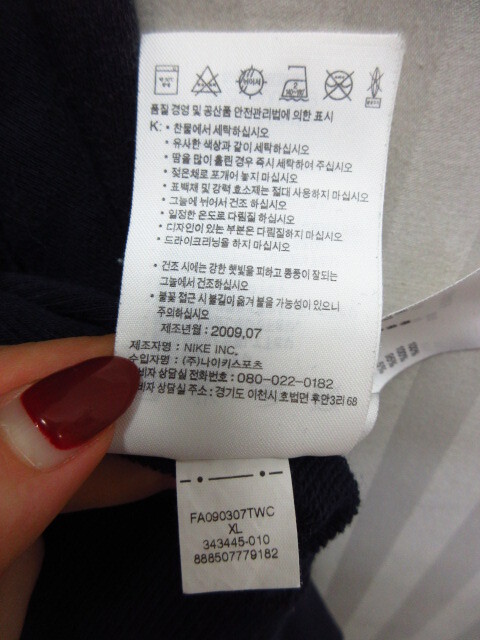 품질 경영 및 공산품 안전관리법에 의한 표시
K: • 찬물에서 세탁하십시오
• 유사한 색상과 같이 세탁하십시오
• 땀을 많이 흘린 경우 즉시 세탁하여 주십시오
• 젖은채로 포개어 놓지 마십시오
• 표백제 및 강력 효소제는 절대 사용하지 마십시오
• 그늘에 뉘어서 건조 하십시오
• 일정한 온도로 다림질 하십시오
• 디자인이 있는 부분은 다림질하지 마십시오
• 드라이크리닝을 하지 마십시오
• 건조 시에는 강한 햇빛을 피하고 통풍이 잘되는
그늘에서 건조하십시오
• 불꽃 접근 시 불길이 옮겨 붙을 가능성이 있으니
주의하십시오
제조년월 : 2009,07
제조자명 : NIKE INC,
수입자명 : (주)나이키스포츠
비자 상담실 전화번호 : 080-022-0182
비자 상담실 주소 : 경기도 이천시 호법면 후안3리 68
FA090307TWC
XL
343445-010
888507779182